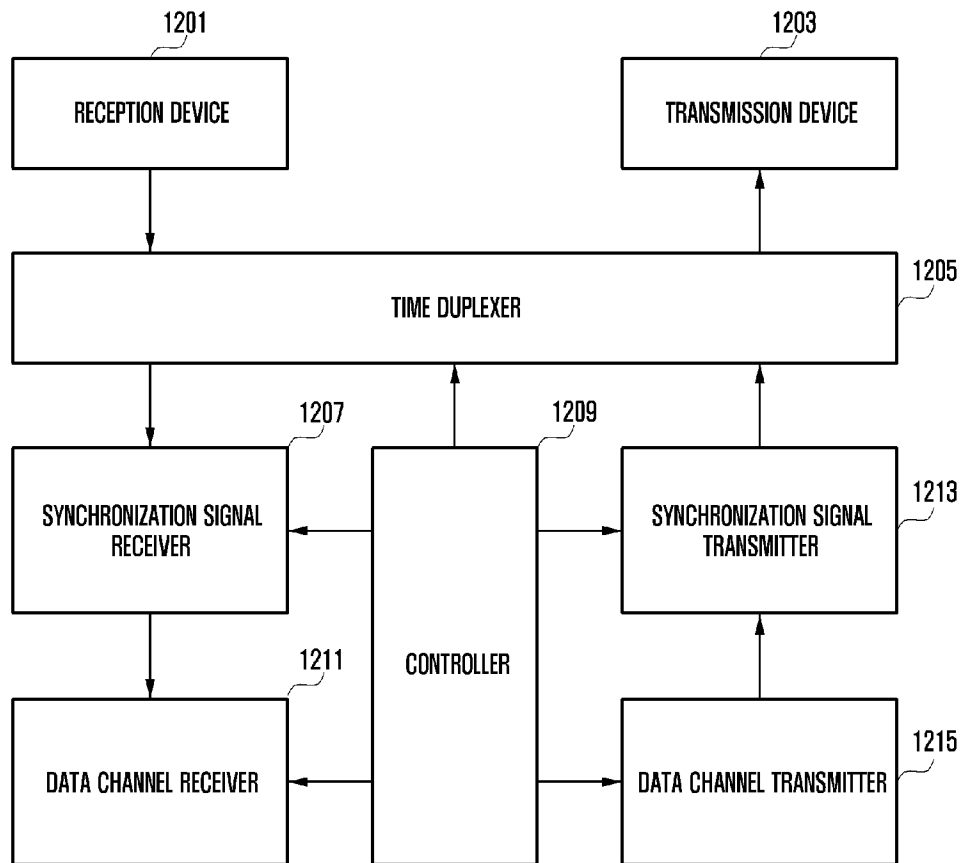 1201
1203
RECEPTION DEVICE
TRANSMISSION DEVICE
1205
TIME DUPLEXER
1207
1209
SYNCHRONIZATION SIGNAL
RECEIVER
SYNCHRONIZATION SIGNAL
TRANSMITTER
1213
CONTROLLER
1211
DATA CHANNEL RECEIVER
DATA CHANNEL TRANSMITTER
1215